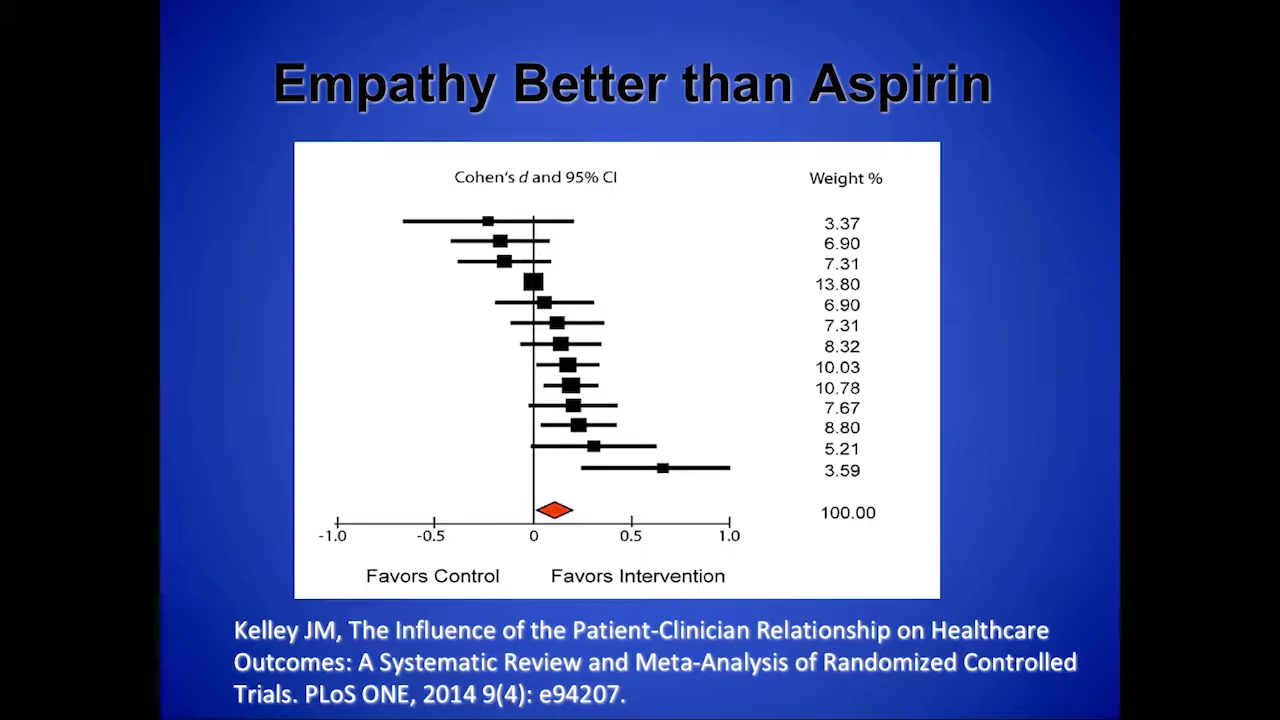 Empathy Better than Aspirin
Cohen's d and 95% CI Weight %
3.37
6.90
7.31
13.80
6.90
7.31
8.32
10.03
10.78
7.67
8.80
5.21
3.59
100.00
-1.0 -0.5 0 0.5 1.0
Favors Control Favors Intervention
Kelley JM, The Influence of the Patient-Clinician Relationship on Healthcare
Outcomes: A Systematic Review and Meta-Analysis of Randomized Controlled
Trials. PLoS ONE, 2014 9(4): e94207.